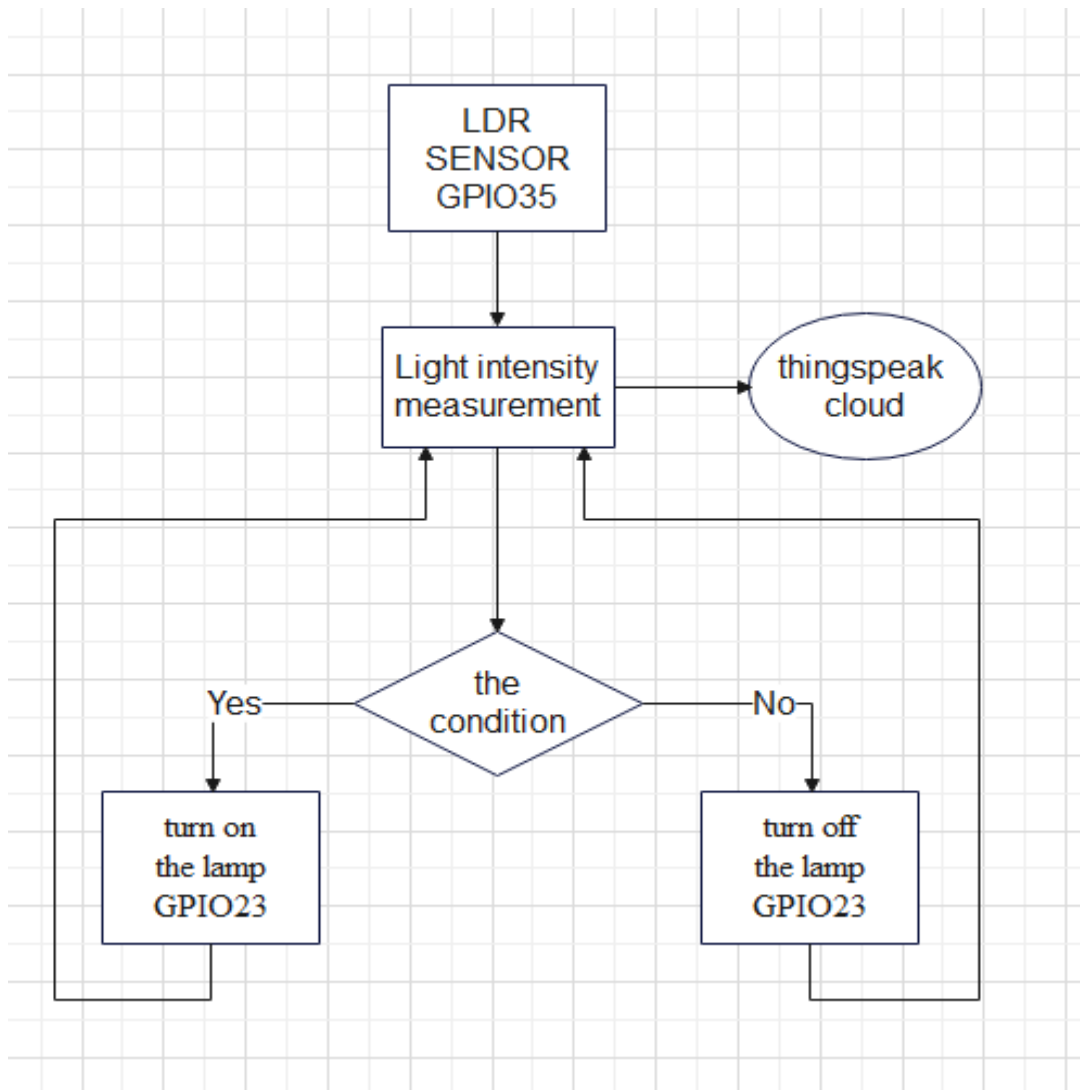 LDR
SENSOR
GPIO35
Light intensity
measurement
thingspeak
cloud
the
condition
Yes
No
turn on
the lamp
GPIO23
turn off
the lamp
GPIO23